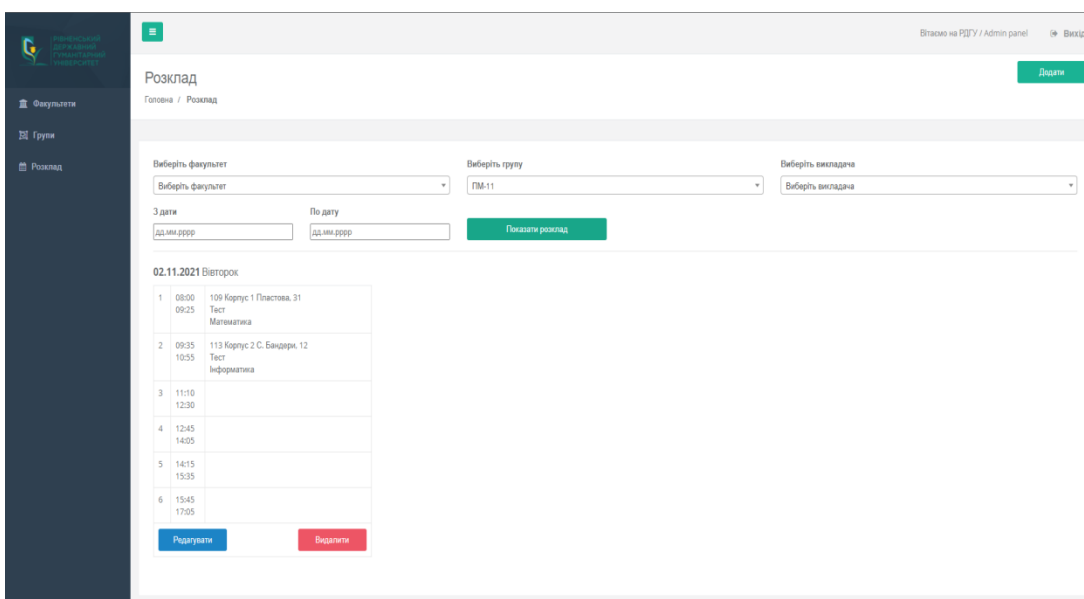 РІВНЕНСЬКИЙ
ДЕРЖАВНИЙ
ГУМАНІТАРНИЙ
УНІВЕРСИТЕТ
Вітаємо на РДГУ / Admin panel
Вихід
Розклад
Додати
Головна / Розклад
Факультети
Групи
Розклад
Виберіть факультет
Виберіть групу
Виберіть викладача
Виберіть факультет
ПМ-11
Виберіть викладача
З дати
По дату
дд.мм.рррр
дд.мм.рррр
Показати розклад
02.11.2021 Вівторок
1 08:00 109 Корпус 1 Пластова, 31
09:25 Тест
Математика
2 09:35 113 Корпус 2 С. Бандери, 12
10:55 Тест
Інформатика
3 11:10
12:30
4 12:45
14:05
5 14:15
15:35
6 15:45
17:05
Редагувати
Видалити